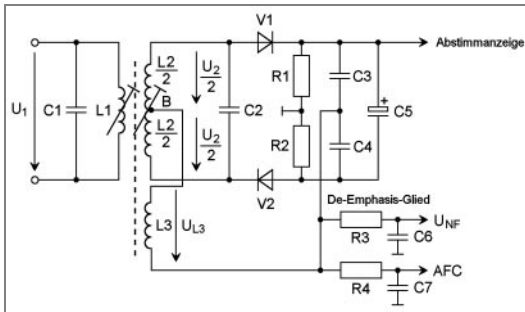 V1
Abstimmanzeige
L2
2
U2
2
R1
C3
U1
C1
L1
B
C2
+
C5
L2
2
U2
2
R2
C4
V2
De-Emphasis-Glied
L3
UL3
UNF
R3
C6
AFC
R4
C7